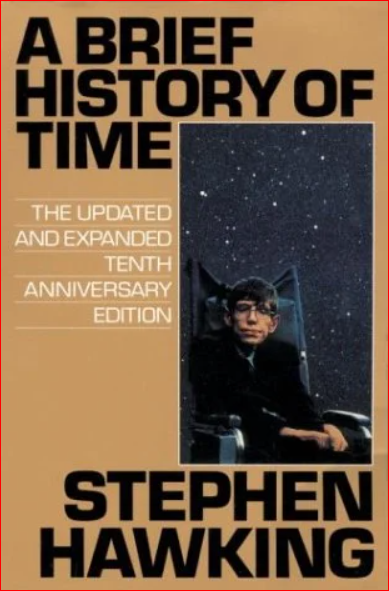 A BRIEF
HISTORY OF
TIME
THE UPDATED
AND EXPANDED
TENTH
ANNIVERSARY
EDITION
STEPHEN
HAWKING